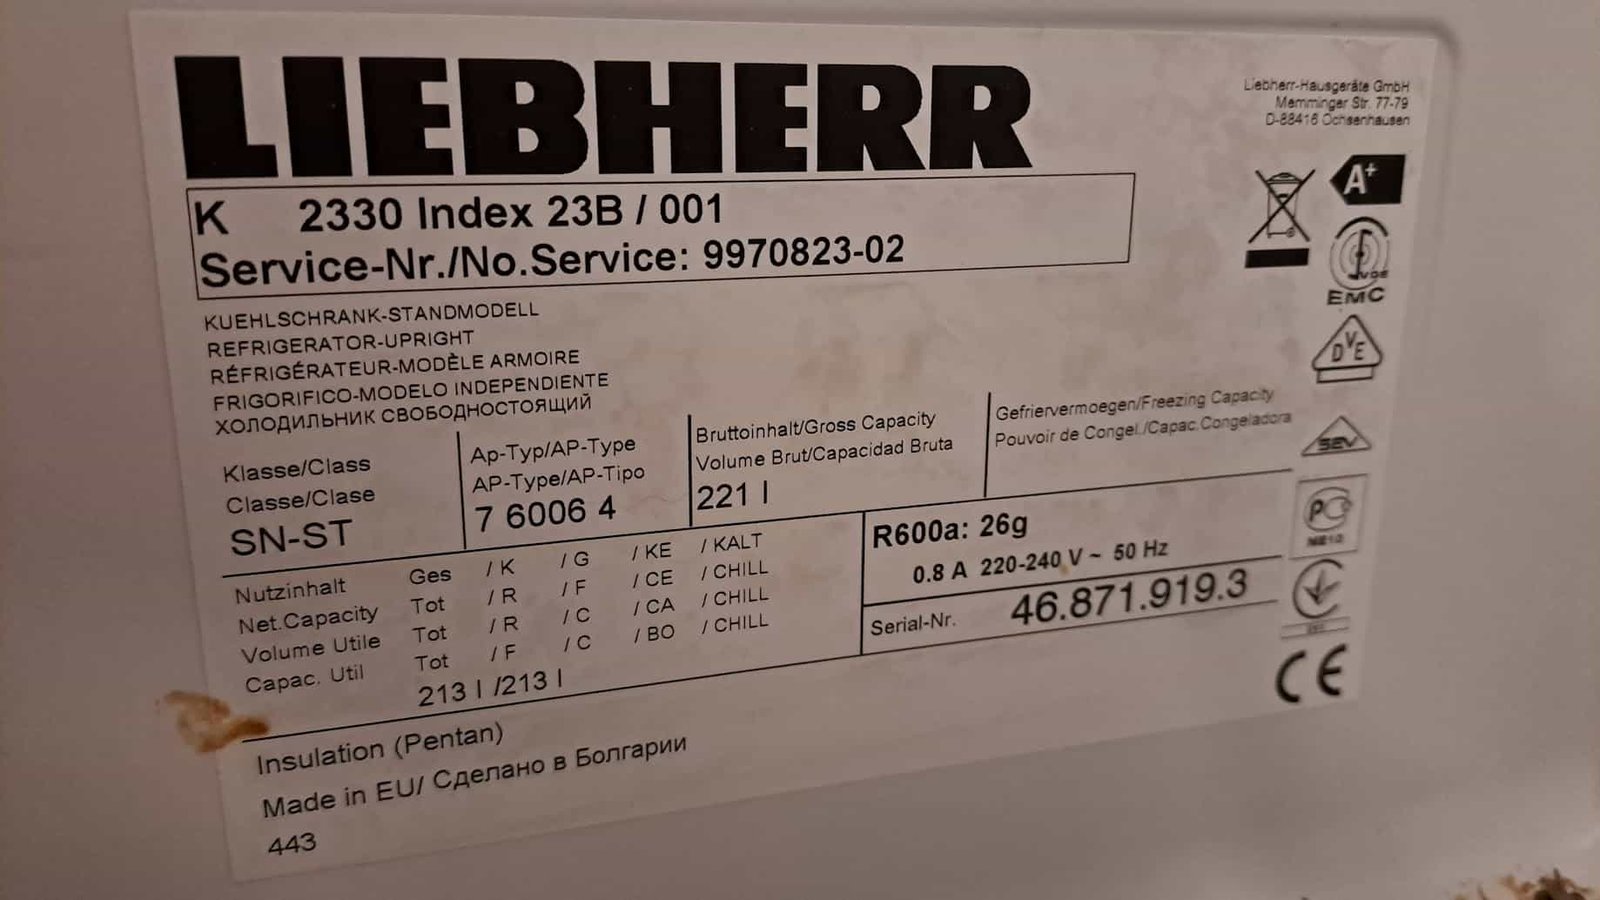 LIEBHERR
Liebherr-Hausgeräte GmbH
Memminger Str. 77-79
D-88416 Ochsenhausen
K 2330 Index 23B / 001
Service-Nr./No.Service: 9970823-02
A+
VDE
EMC
DVE
SEV
KUEHLSCHRANK-STANDMODELL
REFRIGERATOR-UPRIGHT
RÉFRIGÉRATEUR-MODÈLE ARMOIRE
FRIGORIFICO-MODELO INDEPENDIENTE
ХОЛОДИЛЬНИК СВОБОДНОСТОЯЩИЙ
Klasse/Class
Classe/Clase
SN-ST
Ap-Typ/AP-Type
AP-Type/AP-Tipo
7 6006 4
Bruttoinhalt/Gross Capacity
Volume Brut/Capacidad Bruta
221 l
Gefriervermoegen/Freezing Capacity
Pouvoir de Congel./Capac.Congeladora
Nutzinhalt Ges / K / G / KE / KALT
Net.Capacity Tot / R / F / CE / CHILL
Volume Utile Tot / R / C / CA / CHILL
Capac. Util Tot / F / C / BO / CHILL
213 l /213 l
R600a: 26g
0.8 A 220-240 V ~ 50 Hz
Serial-Nr. 46.871.919.3
CE
Insulation (Pentan)
Made in EU/ Сделано в Болгарии
443